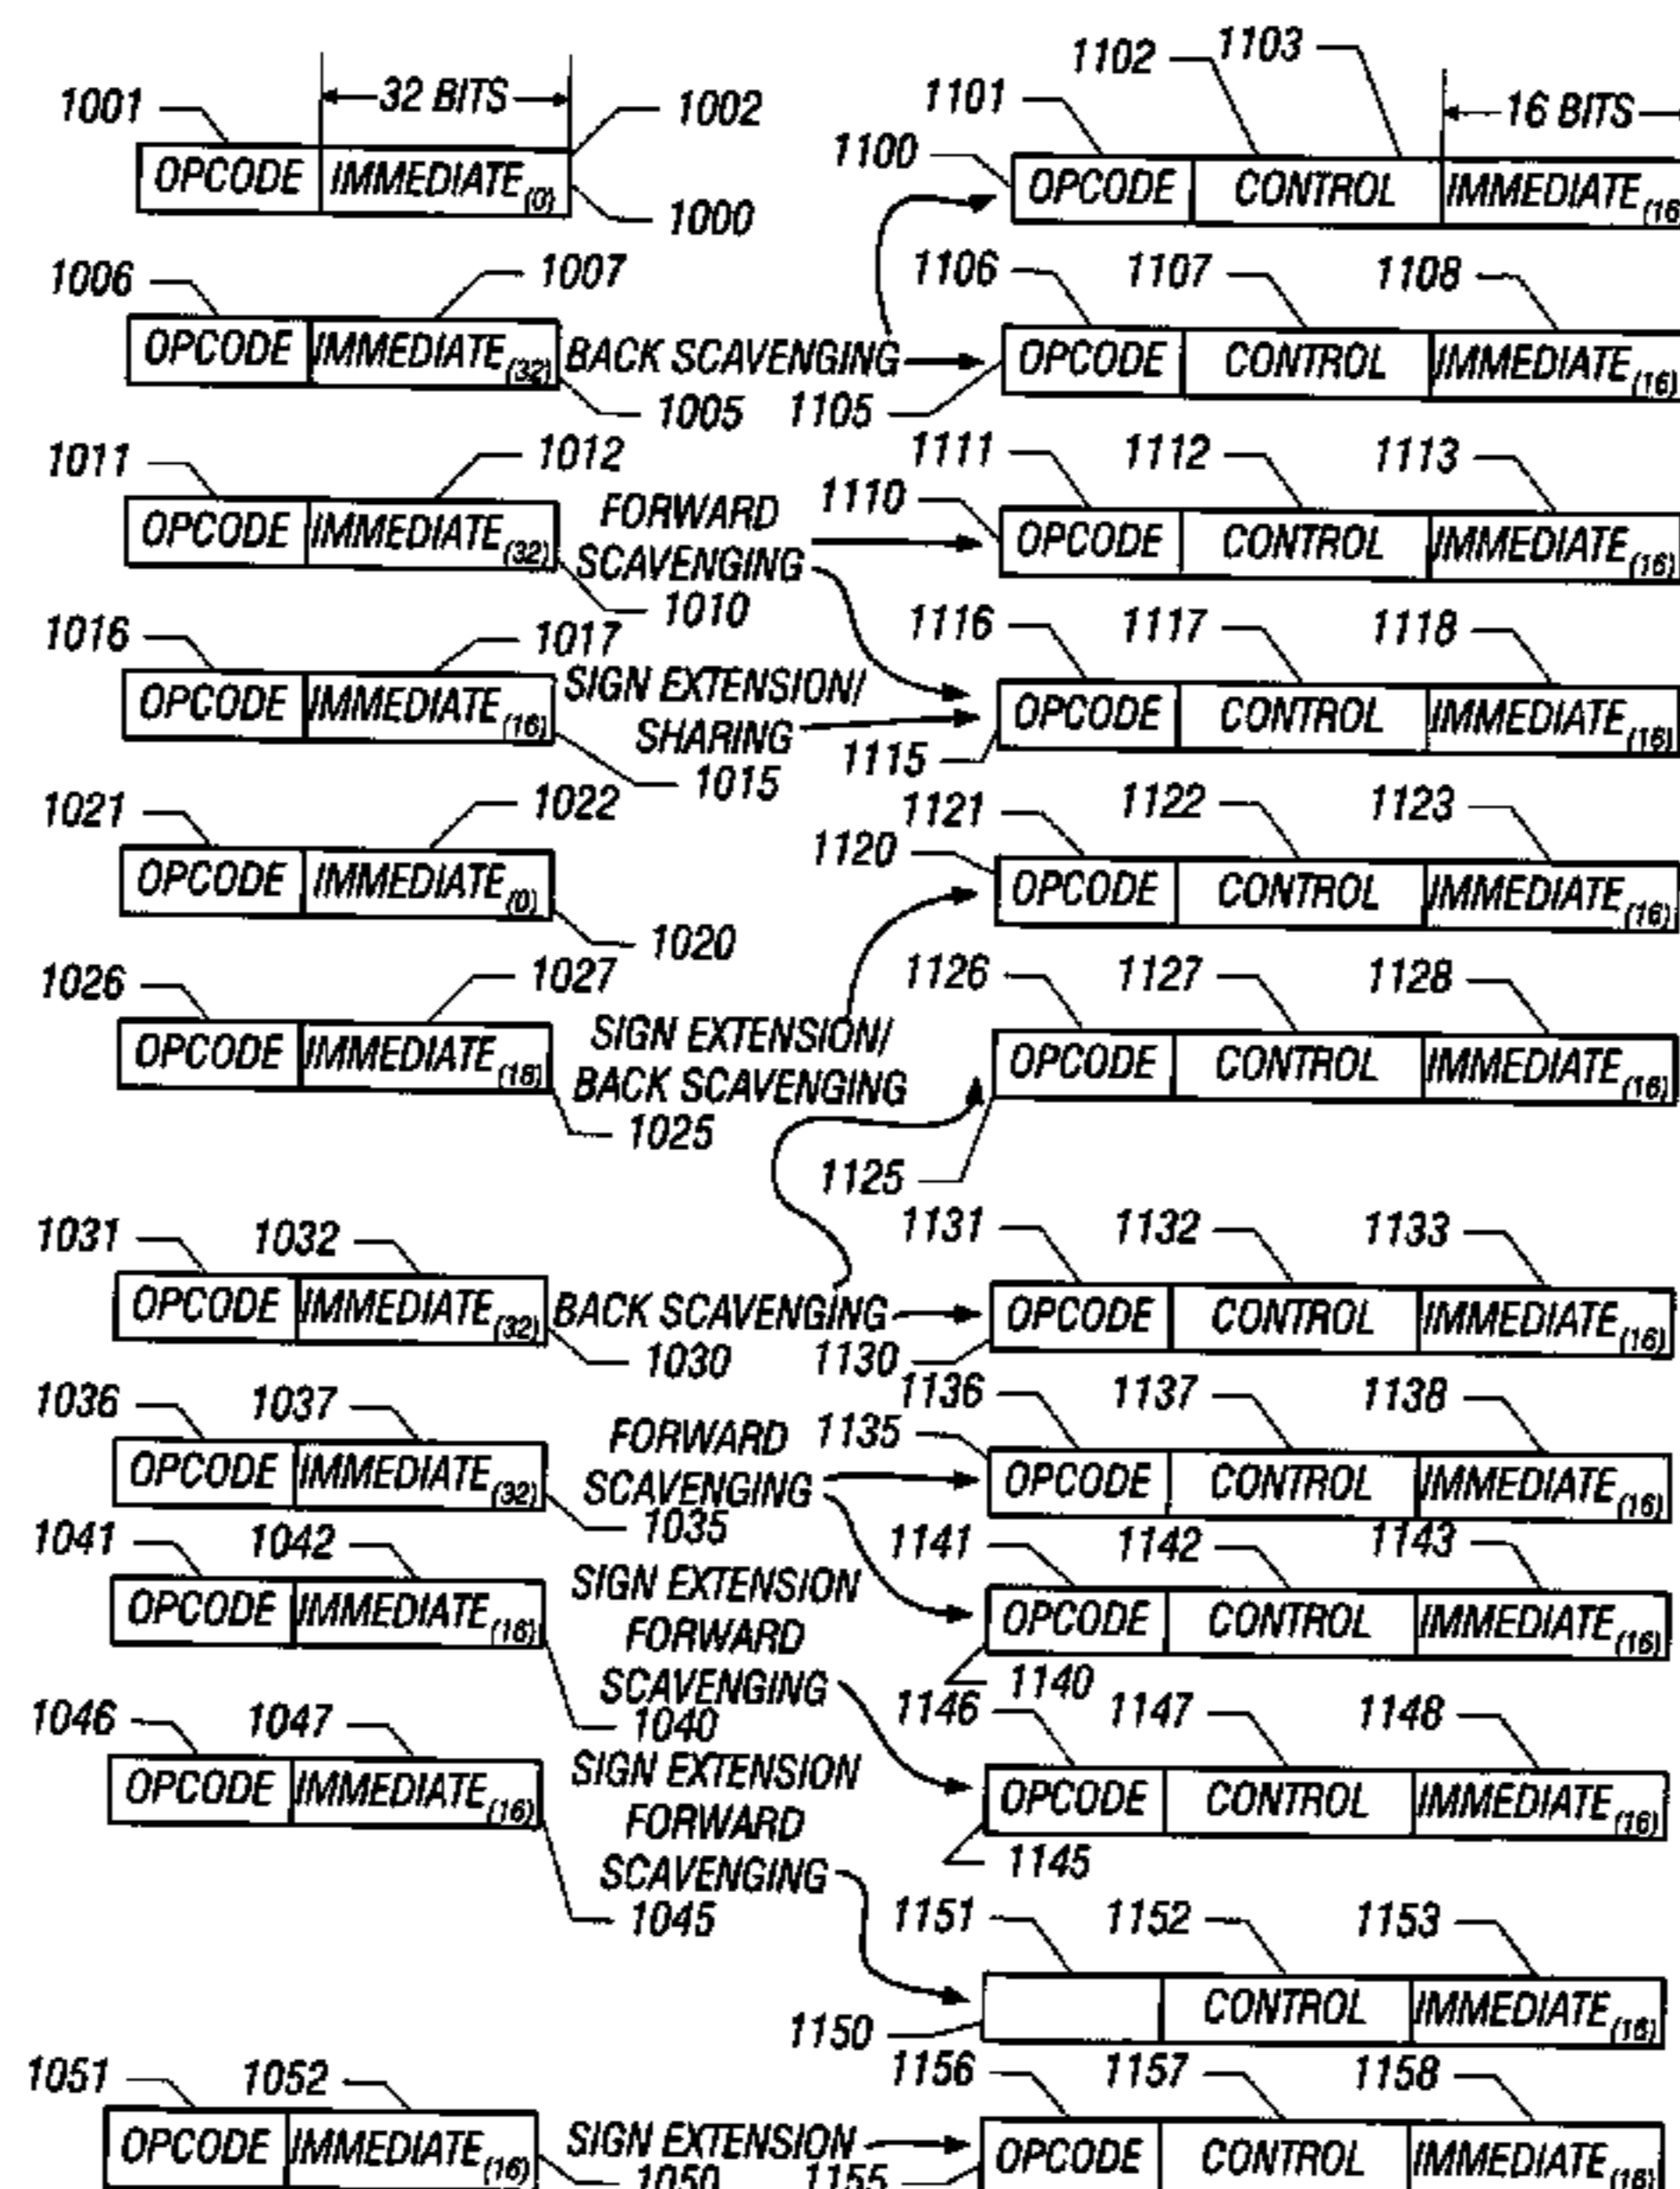 1102 1103
1001 32 BITS 1002 1101 16 BITS
1100
OPCODE IMMEDIATE(0) OPCODE CONTROL IMMEDIATE(16
1000
1006 1007 1106 1107 1108
OPCODE IMMEDIATE(32) BACK SCAVENGING OPCODE CONTROL IMMEDIATE(16)
1005 1105
1011 1012 1111 1112 1113
FORWARD 1110
OPCODE IMMEDIATE(32) OPCODE CONTROL IMMEDIATE(16)
SCAVENGING
1010
1016 1017 1116 1117 1118
SIGN EXTENSION/
OPCODE IMMEDIATE(16) OPCODE CONTROL IMMEDIATE(16)
SHARING
1015 1115
1021 1022 1121 1122 1123
1120
OPCODE IMMEDIATE(0) OPCODE CONTROL IMMEDIATE(16)
1020
1026 1027 1126 1127 1128
SIGN EXTENSION/
OPCODE IMMEDIATE(16) OPCODE CONTROL IMMEDIATE(16)
BACK SCAVENGING
1025
1125
1031 1032 1131 1132 1133
OPCODE IMMEDIATE(32) BACK SCAVENGING OPCODE CONTROL IMMEDIATE(16)
1030 1130
1036 1037 1136 1137 1138
FORWARD 1135
OPCODE IMMEDIATE(32) SCAVENGING OPCODE CONTROL IMMEDIATE(16)
1035
1041 1042 1141 1142 1143
SIGN EXTENSION
OPCODE IMMEDIATE(16) OPCODE CONTROL IMMEDIATE(16)
FORWARD
SCAVENGING 1140
1040
1046 1047 1146 1147 1148
SIGN EXTENSION
OPCODE IMMEDIATE(16) OPCODE CONTROL IMMEDIATE(16)
FORWARD
SCAVENGING 1145
1045
1151 1152 1153
CONTROL IMMEDIATE(16)
1150
1051 1052 1156 1157 1158
OPCODE IMMEDIATE(16) SIGN EXTENSION OPCODE CONTROL IMMEDIATE(16)
1050 1155